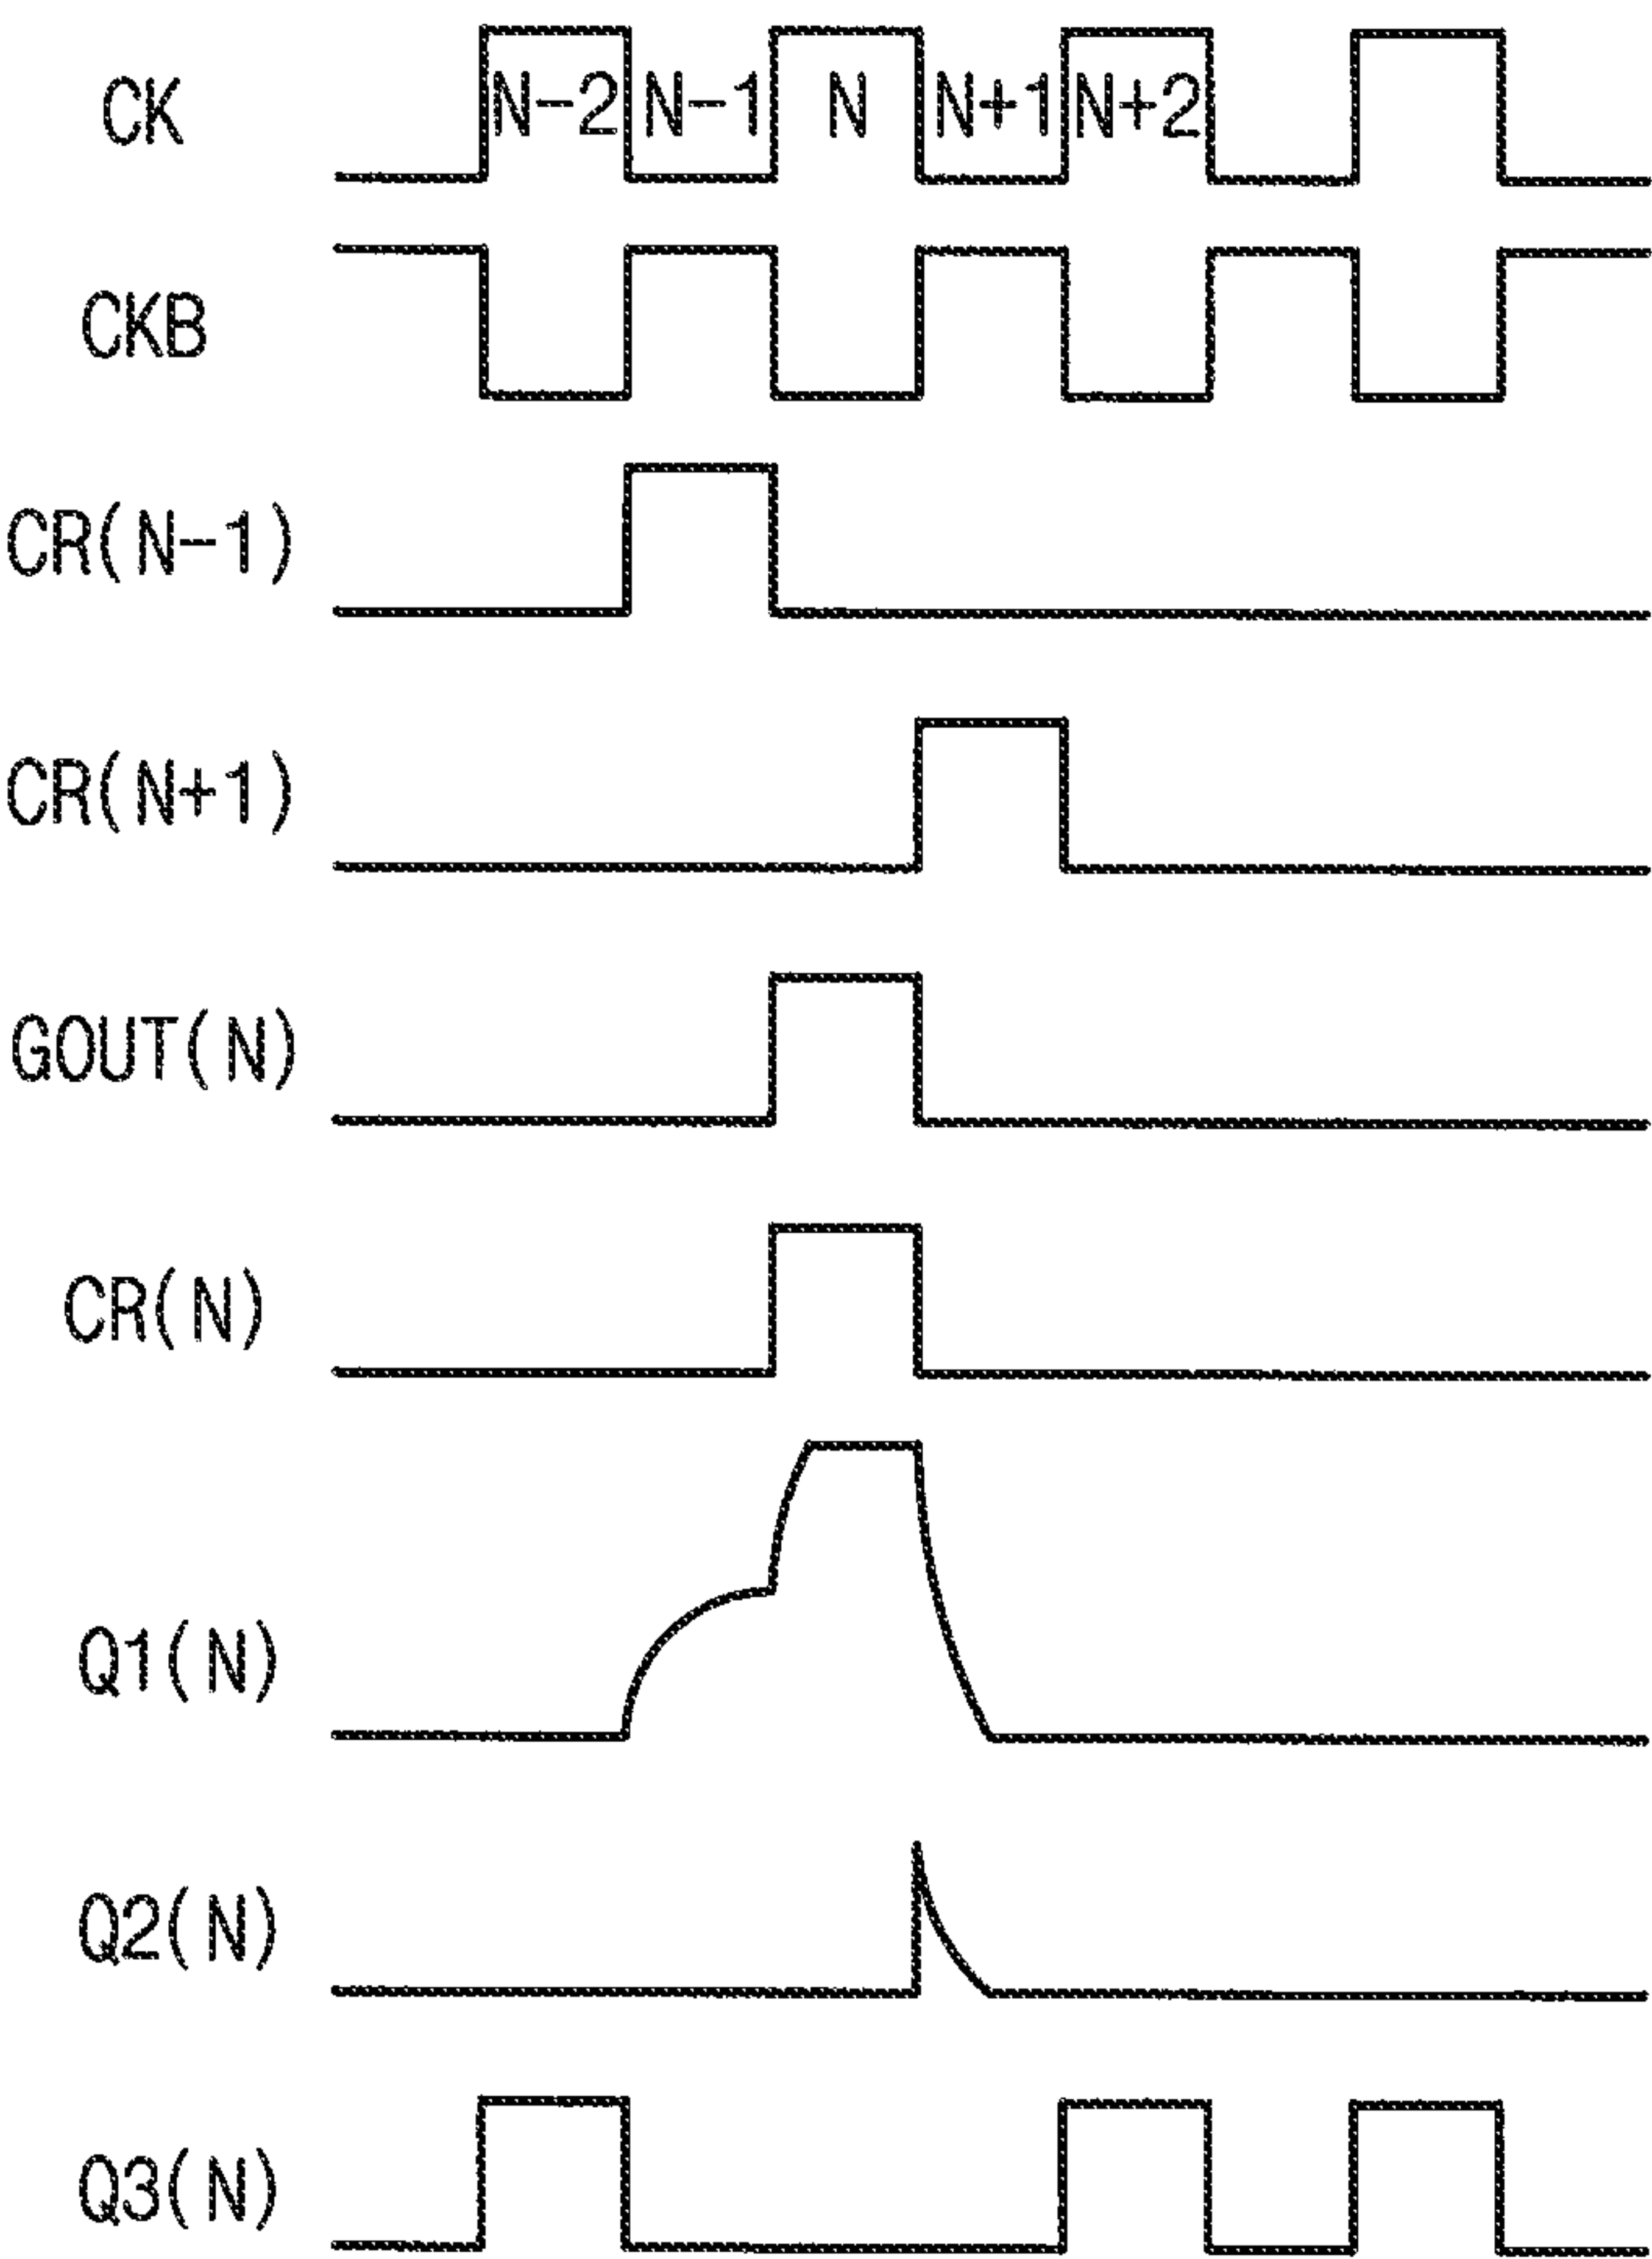 CK
N-2 N-1 N N+1 N+2
CKB
CR(N-1)
CR(N+1)
GOUT(N)
CR(N)
Q1(N)
Q2(N)
Q3(N)